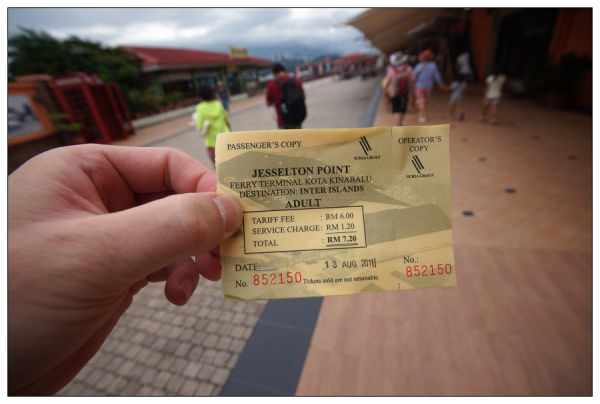 PASSENGER'S COPY
SURIA GROUP
JESSELTON POINT
FERRY TERMINAL KOTA KINABALU
DESTINATION: INTER ISLANDS
ADULT
TARIFF FEE : RM 6.00
SERVICE CHARGE : RM 1.20
TOTAL : RM 7.20
DATE: 13 AUG 2011
No. 852150 Tickets sold are not returnable.
OPERATOR'S
COPY
SURIA GROUP
No.:
852150